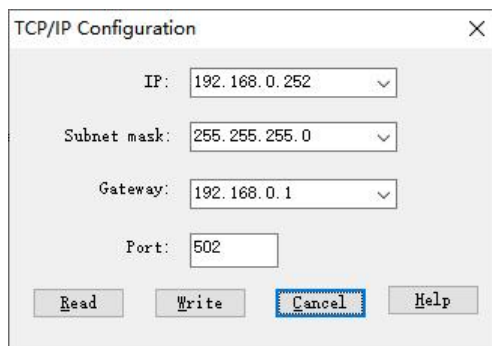 TCP/IP Configuration
IP: 192.168.0.252
Subnet mask: 255.255.255.0
Gateway: 192.168.0.1
Port: 502
Read Write Cancel Help